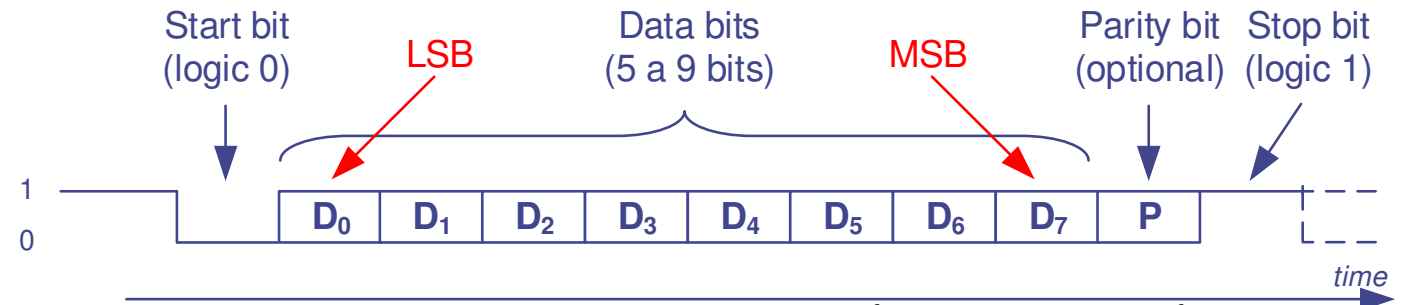 Start bit
(logic 0)
LSB
Data bits
(5 a 9 bits)
MSB
Parity bit
(optional)
Stop bit
(logic 1)
1
0
D₀ D₁ D₂ D₃ D₄ D₅ D₆ D₇ P
time